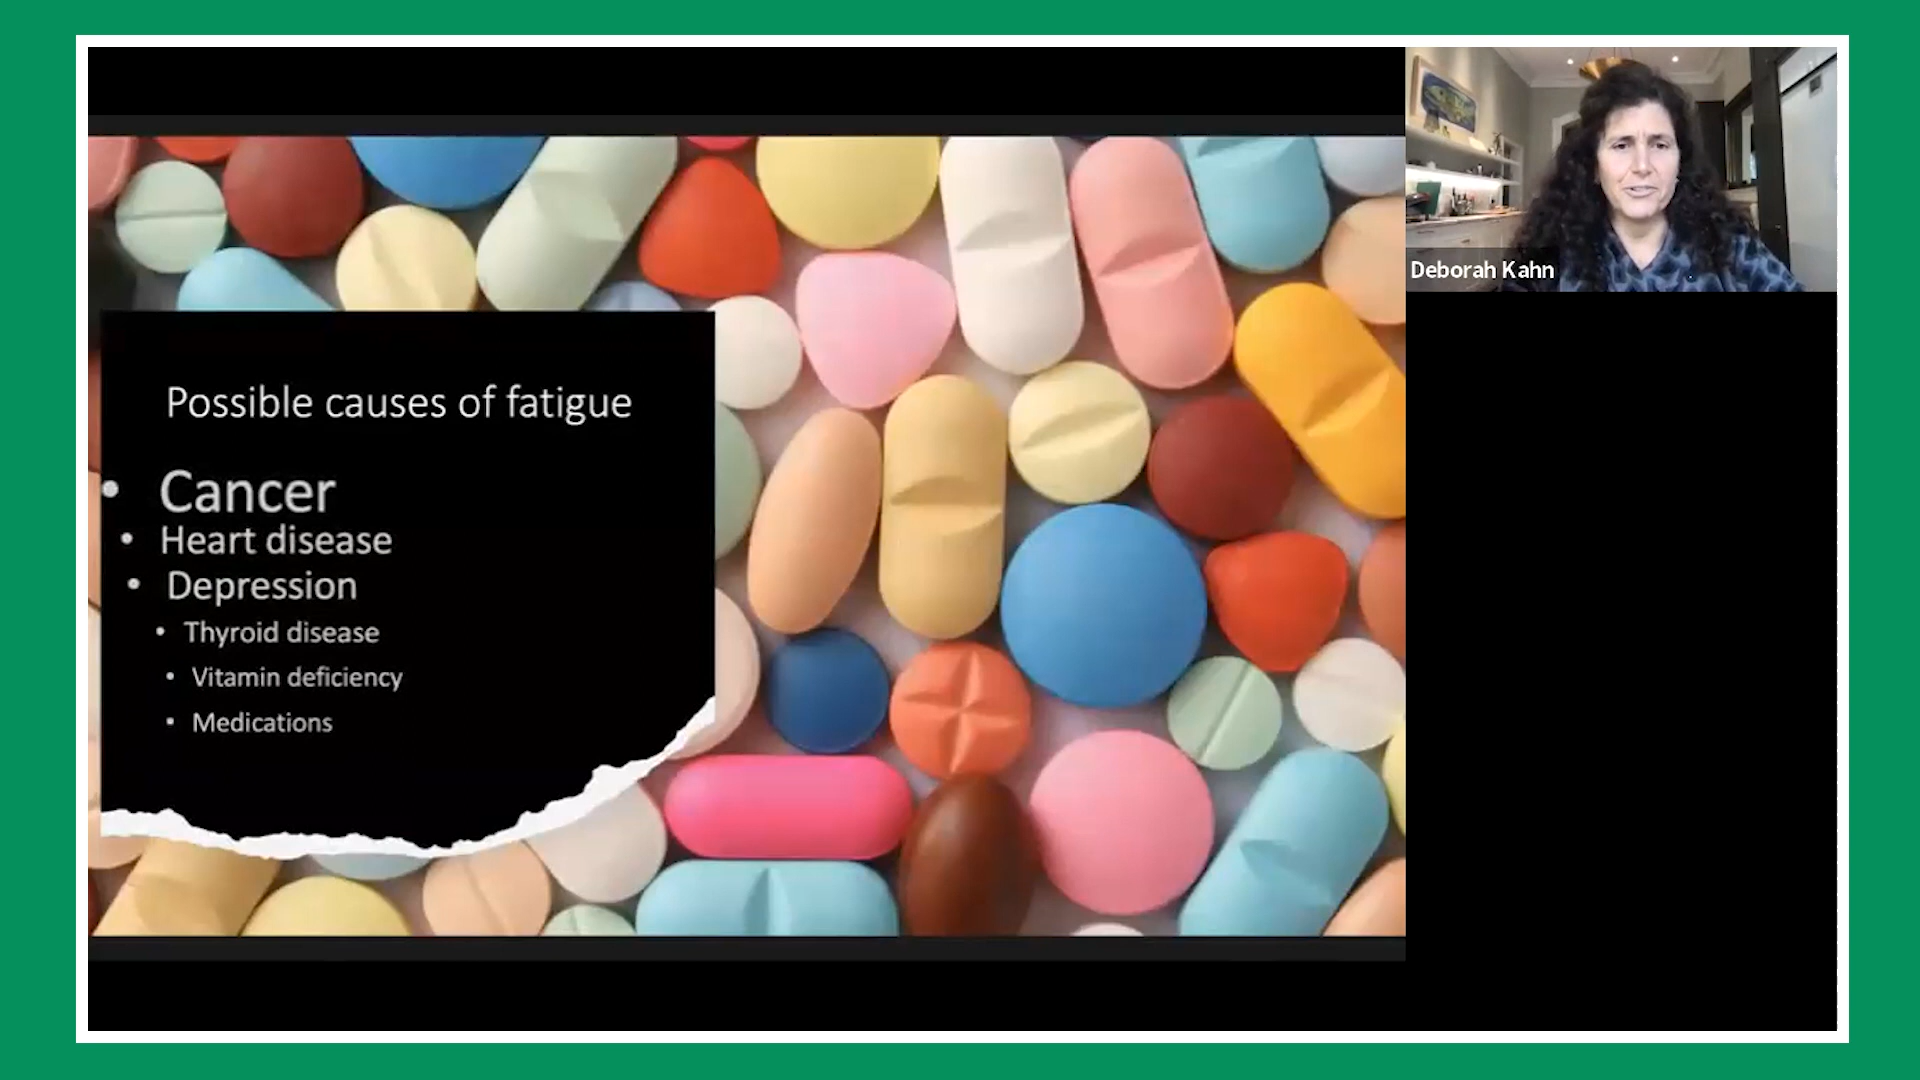 Possible causes of fatigue
• Cancer
• Heart disease
• Depression
• Thyroid disease
• Vitamin deficiency
• Medications
Deborah Kahn